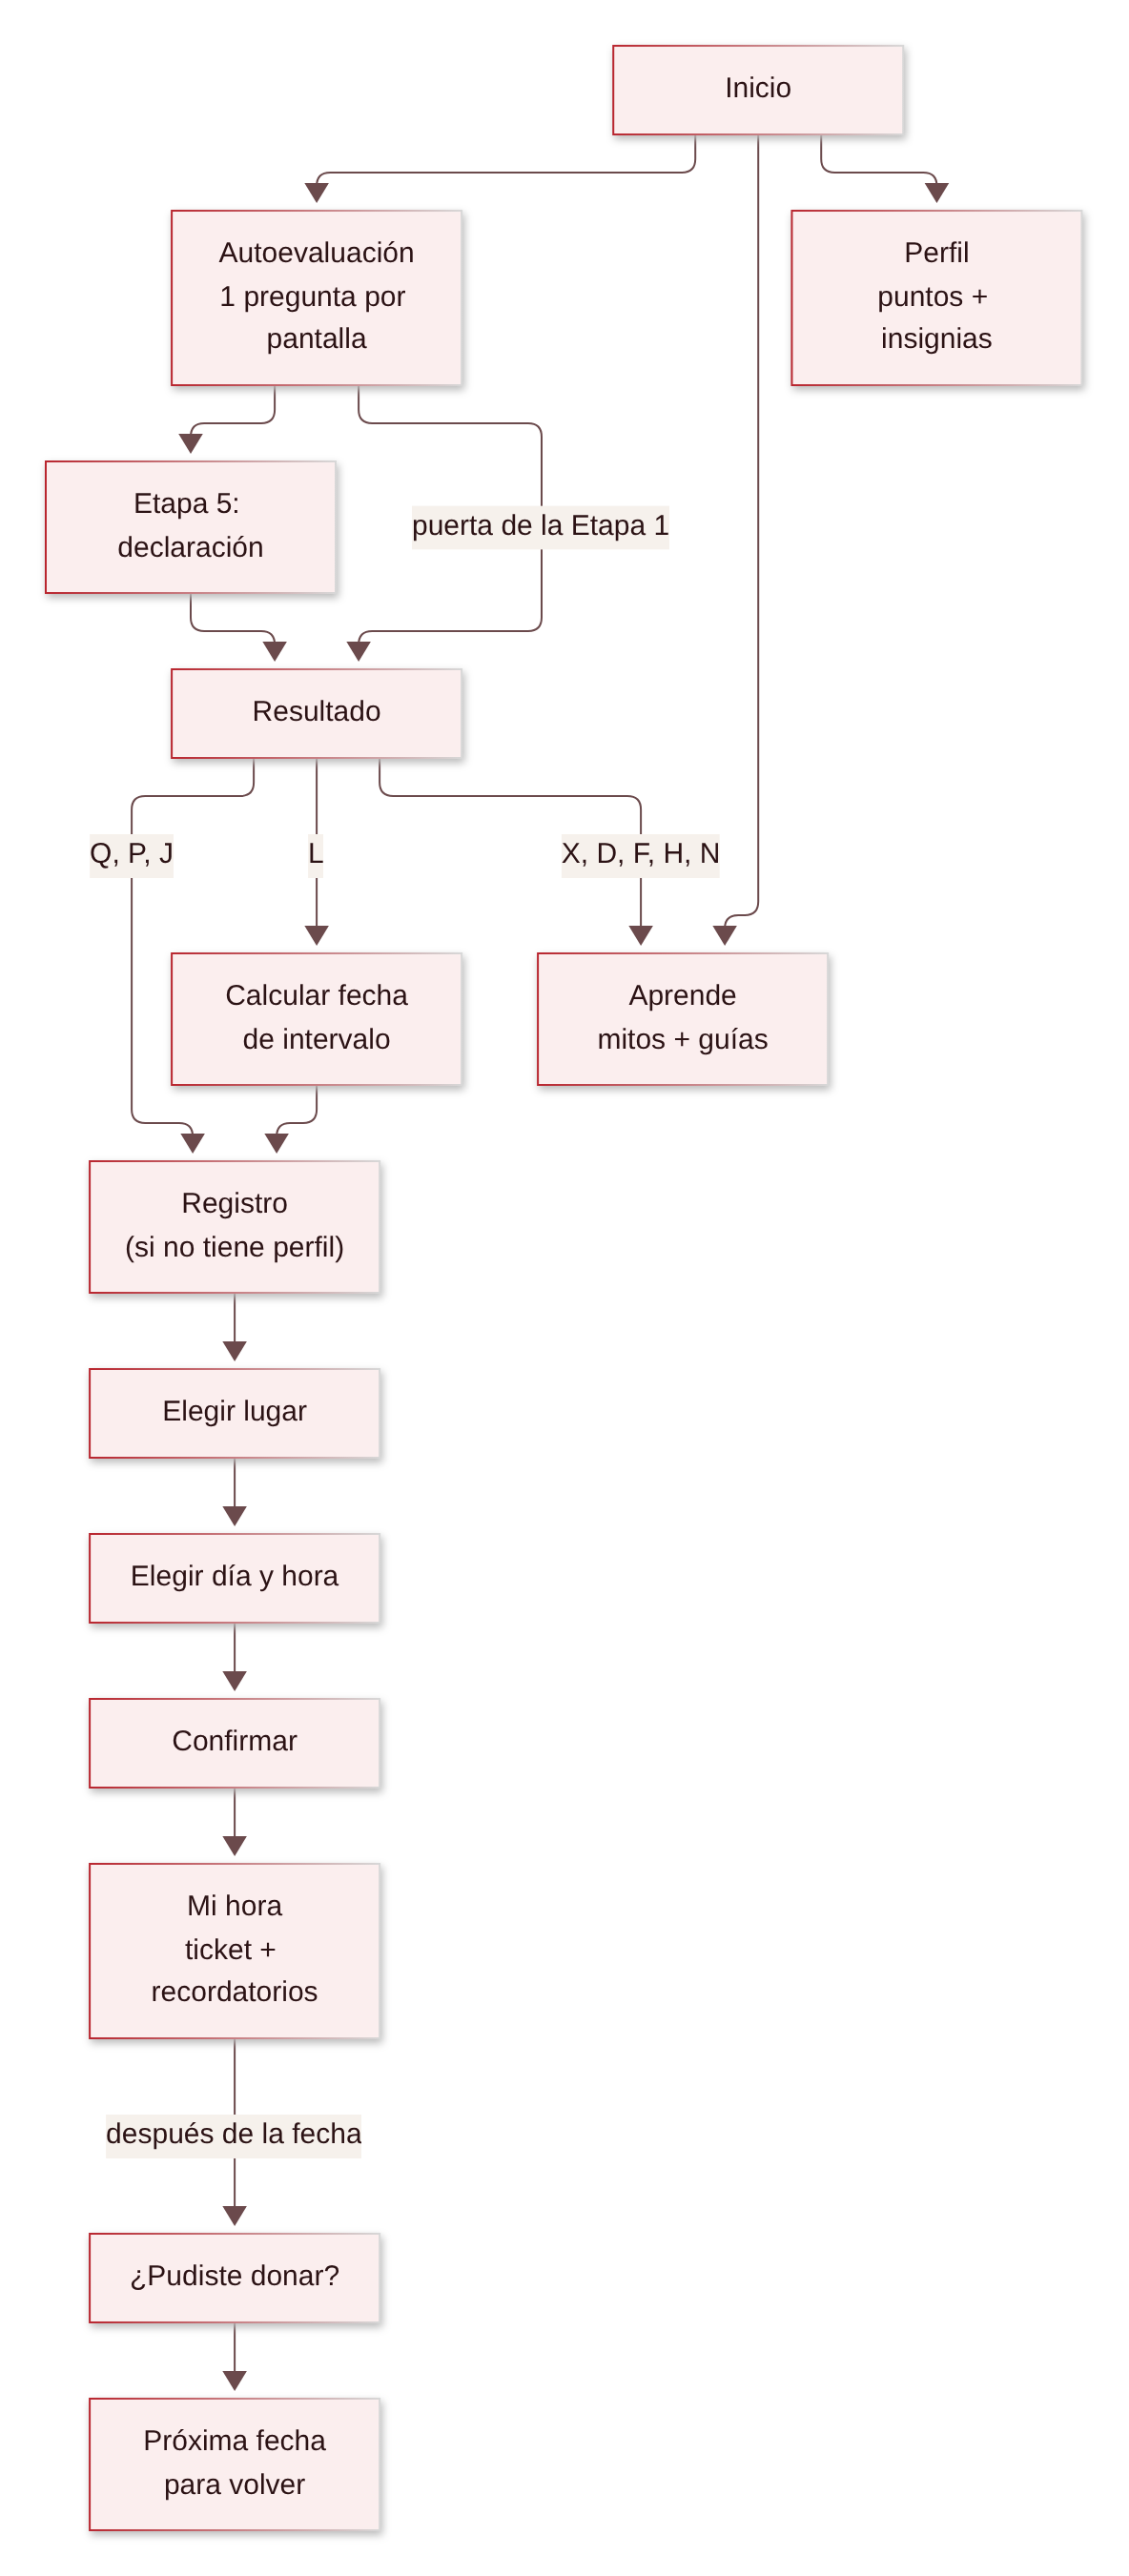 Inicio
Autoevaluación
1 pregunta por
pantalla
Perfil
puntos +
insignias
Etapa 5:
declaración
puerta de la Etapa 1
Resultado
Q, P, J
L
X, D, F, H, N
Calcular fecha
de intervalo
Aprende
mitos + guías
Registro
(si no tiene perfil)
Elegir lugar
Elegir día y hora
Confirmar
Mi hora
ticket +
recordatorios
después de la fecha
¿Pudiste donar?
Próxima fecha
para volver